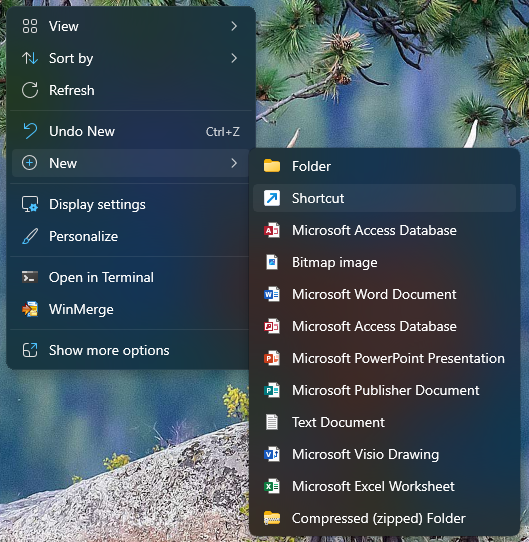 View
Sort by
Refresh
Undo New Ctrl+Z
New
Display settings
Personalize
Open in Terminal
WinMerge
Show more options
Folder
Shortcut
Microsoft Access Database
Bitmap image
Microsoft Word Document
Microsoft Access Database
Microsoft PowerPoint Presentation
Microsoft Publisher Document
Text Document
Microsoft Visio Drawing
Microsoft Excel Worksheet
Compressed (zipped) Folder